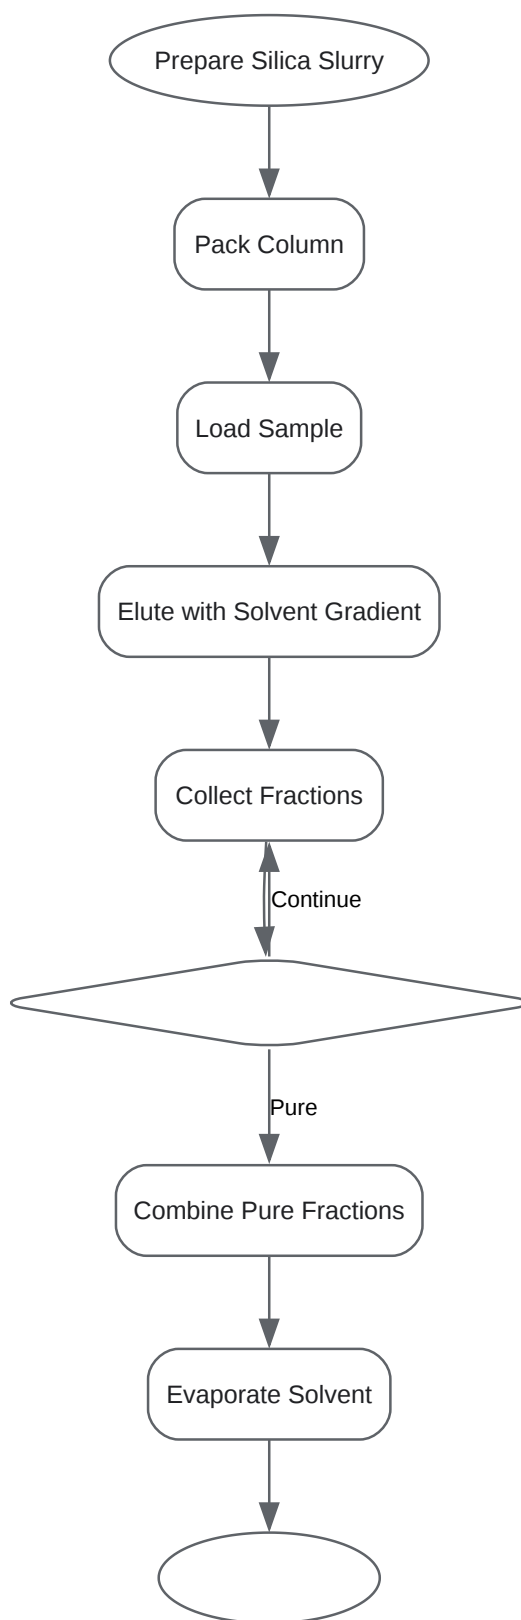 Prepare Silica Slurry
Pack Column
Load Sample
Elute with Solvent Gradient
Collect Fractions
Continue
Pure
Combine Pure Fractions
Evaporate Solvent